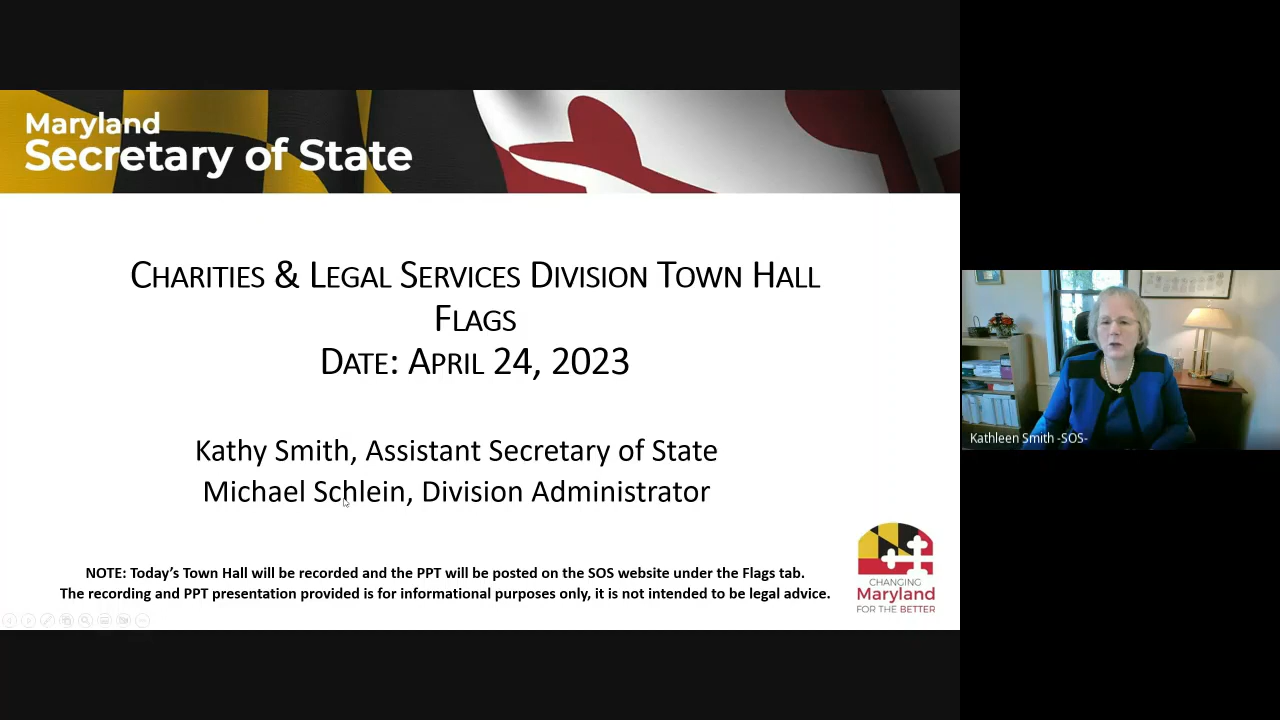 Maryland
Secretary of State
CHARITIES & LEGAL SERVICES DIVISION TOWN HALL
FLAGS
DATE: APRIL 24, 2023
Kathy Smith, Assistant Secretary of State
Michael Schlein, Division Administrator
NOTE: Today's Town Hall will be recorded and the PPT will be posted on the SOS website under the Flags tab.
The recording and PPT presentation provided is for informational purposes only, it is not intended to be legal advice.
CHANGING
Maryland
FOR THE BETTER
Kathleen Smith -SOS-